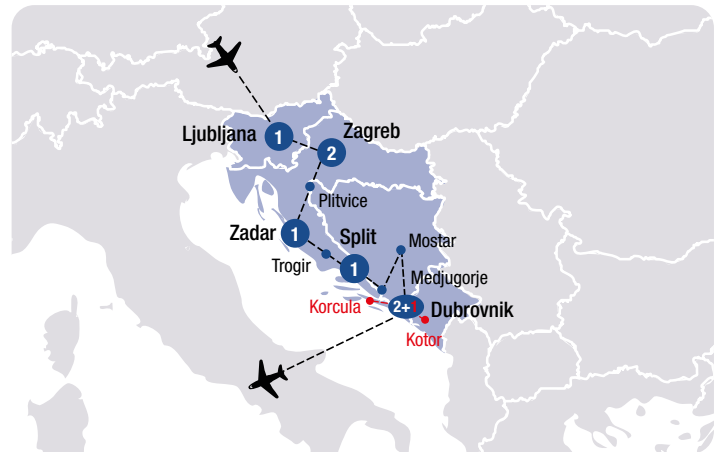 Ljubljana
1
Zagreb
2
Plitvice
Zadar
1
Trogir
Split
1
Mostar
Medjugorje
Korcula
2+1
Dubrovnik
Kotor